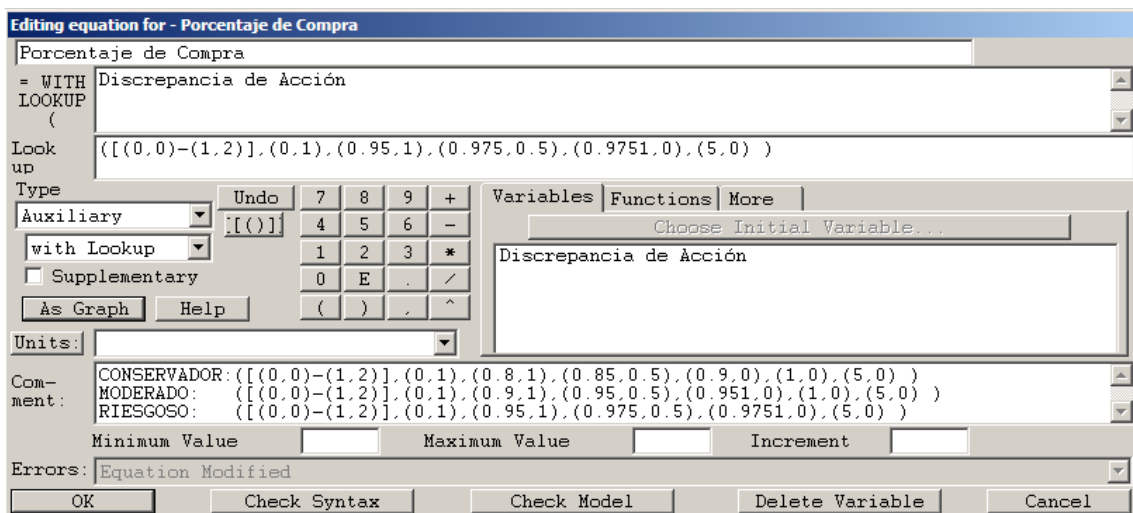 Editing equation for - Porcentaje de Compra
Porcentaje de Compra
= WITH LOOKUP (
Discrepancia de Acción
Look up
([(0,0)-(1,2)],(0,1),(0.95,1),(0.975,0.5),(0.9751,0),(5,0) )
Type
Auxiliary
with Lookup
Supplementary
As Graph Help
Undo 7 8 9 +
[[()]] 4 5 6 -
1 2 3 *
0 E . /
( ) , ^
Variables Functions More
Choose Initial Variable...
Discrepancia de Acción
Units:
Com-
ment:
CONSERVADOR:([(0,0)-(1,2)],(0,1),(0.8,1),(0.85,0.5),(0.9,0),(1,0),(5,0) )
MODERADO: ([(0,0)-(1,2)],(0,1),(0.9,1),(0.95,0.5),(0.951,0),(1,0),(5,0) )
RIESGOSO: ([(0,0)-(1,2)],(0,1),(0.95,1),(0.975,0.5),(0.9751,0),(5,0) )
Minimum Value Maximum Value Increment
Errors: Equation Modified
OK Check Syntax Check Model Delete Variable Cancel